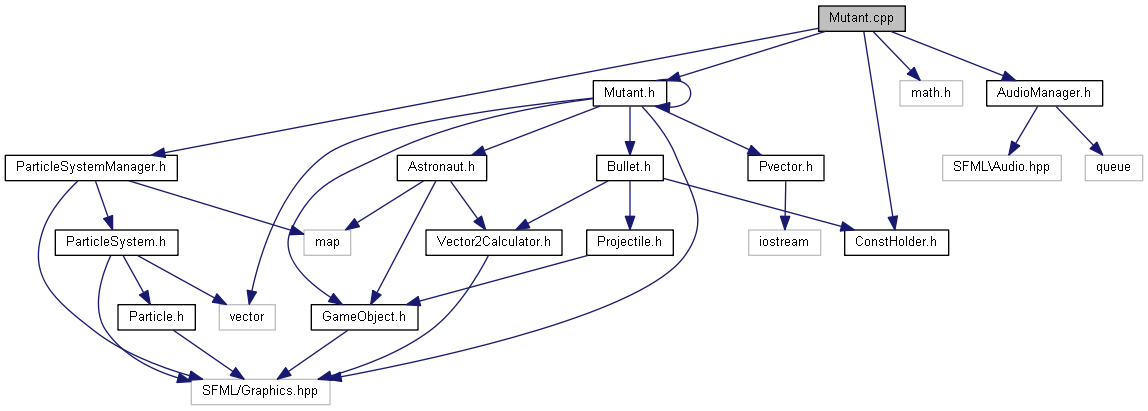 Mutant.cpp
Mutant.h
math.h
AudioManager.h
ParticleSystemManager.h
Astronaut.h
Bullet.h
Pvector.h
SFML\Audio.hpp
queue
ParticleSystem.h
map
Vector2Calculator.h
Projectile.h
iostream
ConstHolder.h
Particle.h
vector
GameObject.h
SFML/Graphics.hpp